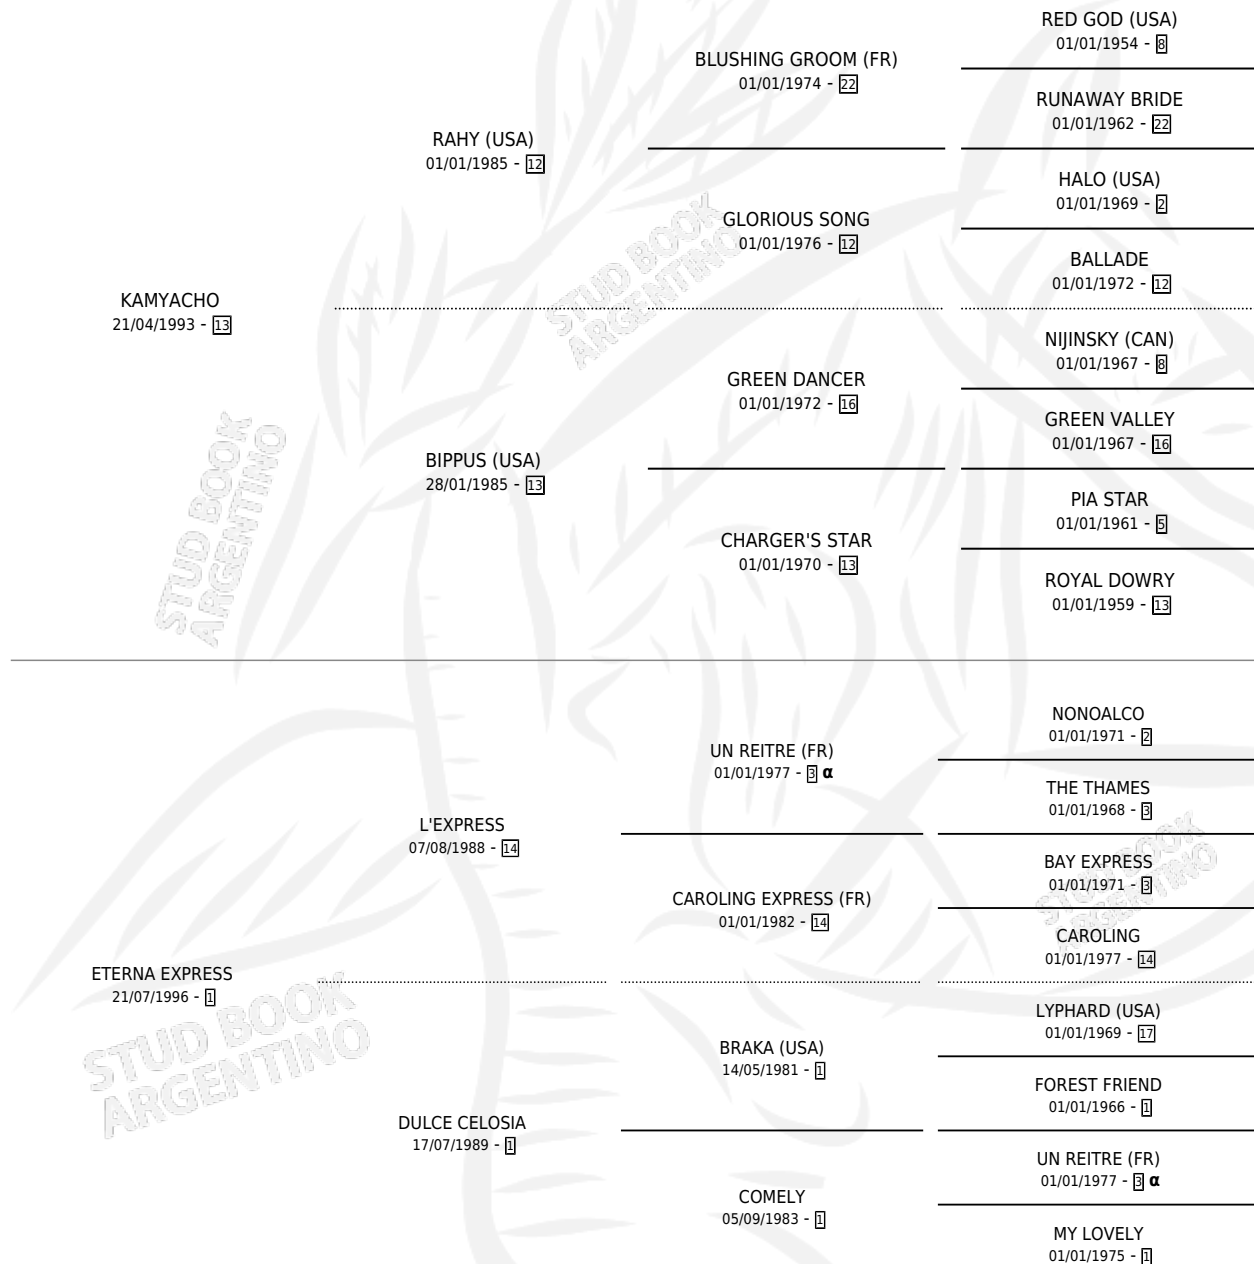 RED GOD (USA)
01/01/1954 - 8
BLUSHING GROOM (FR)
01/01/1974 - 22
RUNAWAY BRIDE
01/01/1962 - 22
RAHY (USA)
01/01/1985 - 12
HALO (USA)
01/01/1969 - 2
GLORIOUS SONG
01/01/1976 - 12
BALLADE
01/01/1972 - 12
KAMYACHO
21/04/1993 - 13
NIJINSKY (CAN)
01/01/1967 - 8
GREEN DANCER
01/01/1972 - 16
GREEN VALLEY
01/01/1967 - 16
BIPPUS (USA)
28/01/1985 - 13
PIA STAR
01/01/1961 - 5
CHARGER'S STAR
01/01/1970 - 13
ROYAL DOWRY
01/01/1959 - 13
NONOALCO
01/01/1971 - 2
UN REITRE (FR)
01/01/1977 - 3 α
THE THAMES
01/01/1968 - 3
L'EXPRESS
07/08/1988 - 14
BAY EXPRESS
01/01/1971 - 3
CAROLING EXPRESS (FR)
01/01/1982 - 14
CAROLING
01/01/1977 - 14
ETERNA EXPRESS
21/07/1996 - 1
LYPHARD (USA)
01/01/1969 - 17
BRAKA (USA)
14/05/1981 - 1
FOREST FRIEND
01/01/1966 - 1
DULCE CELOSIA
17/07/1989 - 1
UN REITRE (FR)
01/01/1977 - 3 α
COMELY
05/09/1983 - 1
MY LOVELY
01/01/1975 - 1
STUD BOOK
ARGENTINO
STUD BOOK
ARGENTINO
STUD BOOK
ARGENTINO
STUD BOOK
ARGENTINO